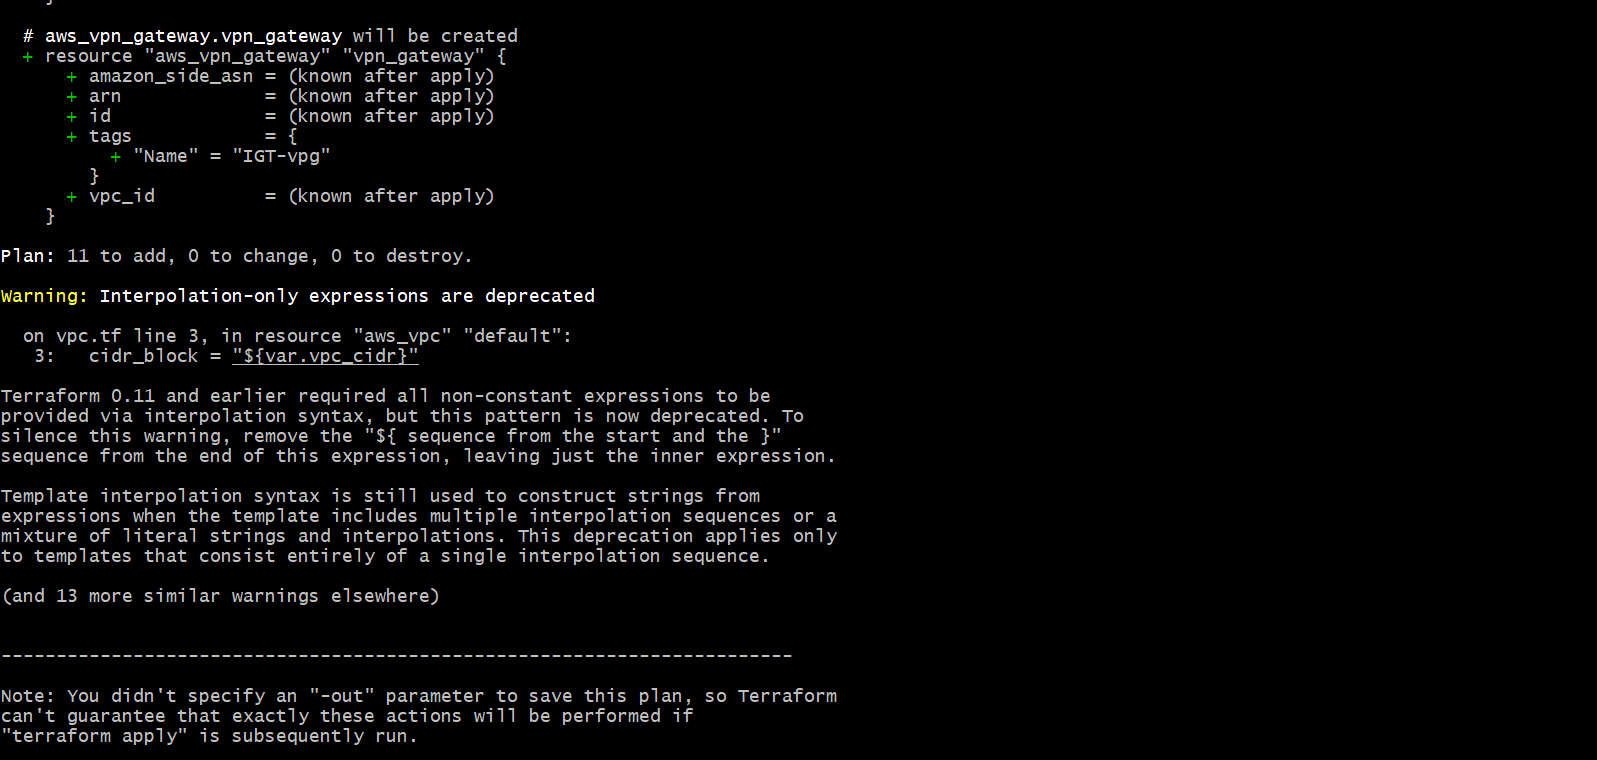 }
# aws_vpn_gateway.vpn_gateway will be created
+ resource "aws_vpn_gateway" "vpn_gateway" {
+ amazon_side_asn = (known after apply)
+ arn = (known after apply)
+ id = (known after apply)
+ tags = {
+ "Name" = "IGT-vpg"
}
+ vpc_id = (known after apply)
}
Plan: 11 to add, 0 to change, 0 to destroy.
Warning: Interpolation-only expressions are deprecated
on vpc.tf line 3, in resource "aws_vpc" "default":
3: cidr_block = "${var.vpc_cidr}"
Terraform 0.11 and earlier required all non-constant expressions to be
provided via interpolation syntax, but this pattern is now deprecated. To
silence this warning, remove the "${ sequence from the start and the }"
sequence from the end of this expression, leaving just the inner expression.
Template interpolation syntax is still used to construct strings from
expressions when the template includes multiple interpolation sequences or a
mixture of literal strings and interpolations. This deprecation applies only
to templates that consist entirely of a single interpolation sequence.
(and 13 more similar warnings elsewhere)
------------------------------------------------------------------------
Note: You didn't specify an "-out" parameter to save this plan, so Terraform
can't guarantee that exactly these actions will be performed if
"terraform apply" is subsequently run.